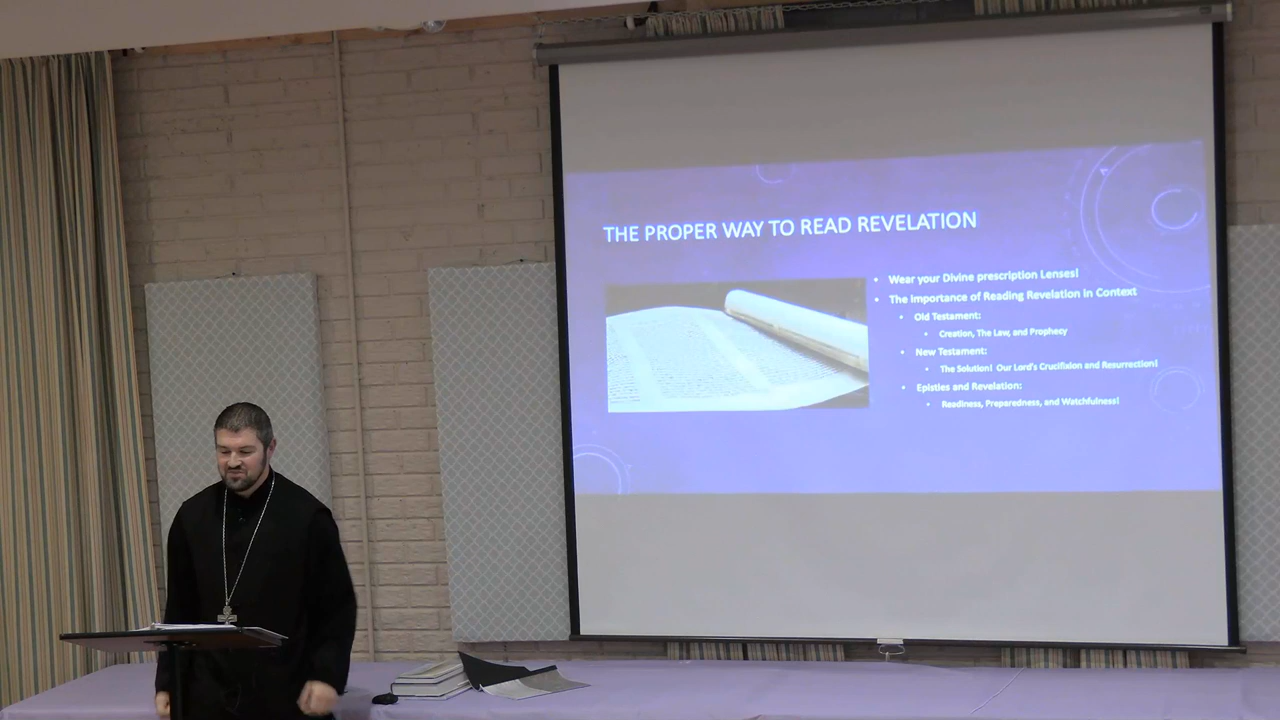 THE PROPER WAY TO READ REVELATION
• Wear your Divine prescription Lenses!
• The importance of Reading Revelation in Context
• Old Testament:
• Creation, The Law, and Prophecy
• New Testament:
• The Solution! Our Lord's Crucifixion and Resurrection!
• Epistles and Revelation:
• Readiness, Preparedness, and Watchfulness!